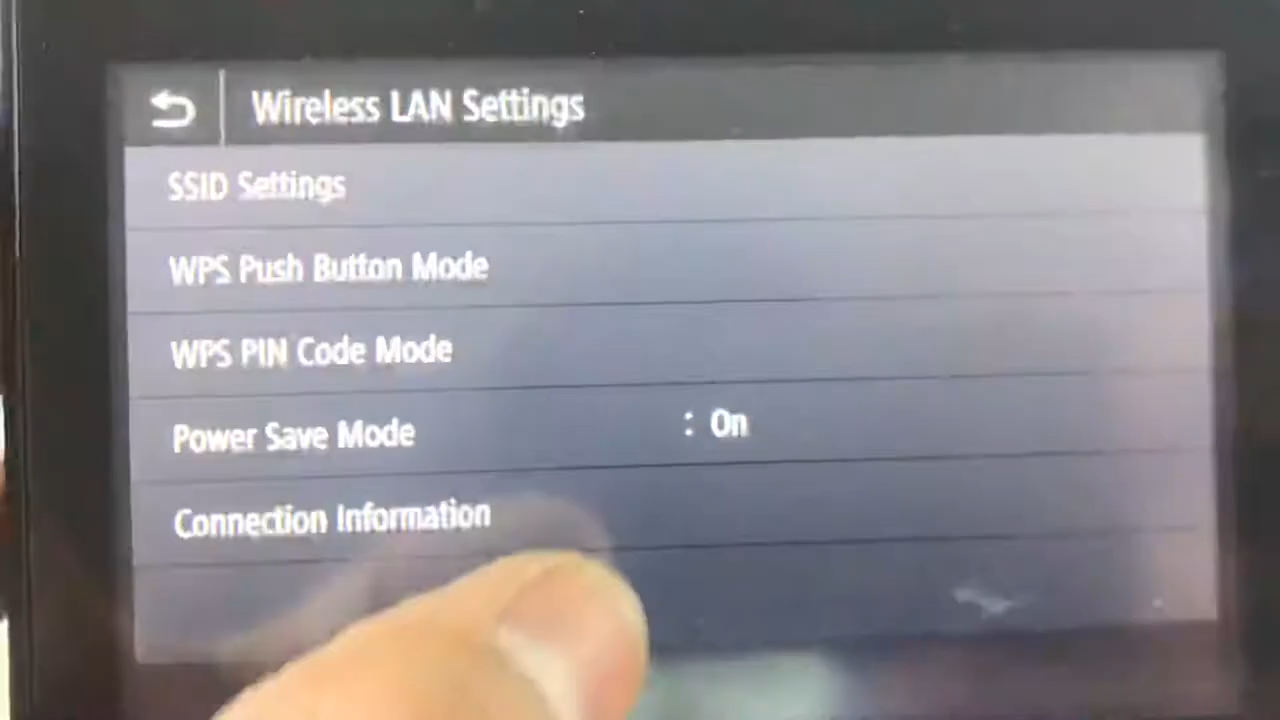 Wireless LAN Settings
SSID Settings
WPS Push Button Mode
WPS PIN Code Mode
Power Save Mode : On
Connection Information